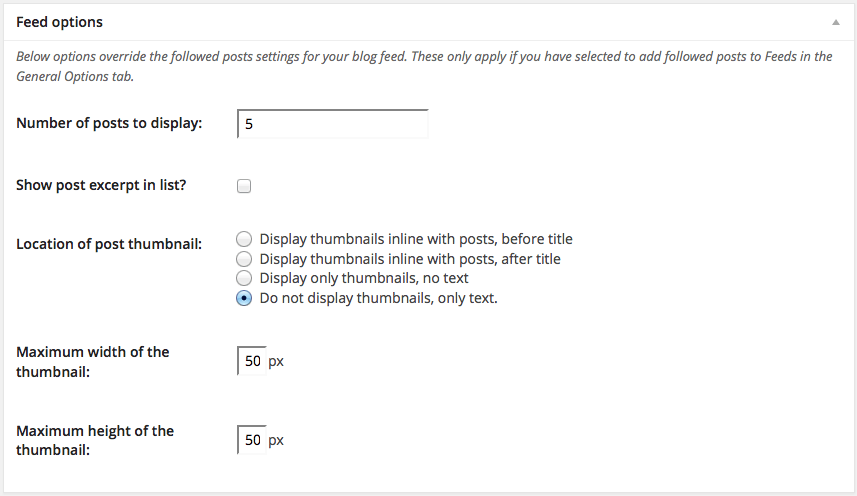 Feed options
Below options override the followed posts settings for your blog feed. These only apply if you have selected to add followed posts to Feeds in the
General Options tab.
Number of posts to display:
5
Show post excerpt in list?
Location of post thumbnail:
Display thumbnails inline with posts, before title
Display thumbnails inline with posts, after title
Display only thumbnails, no text
Do not display thumbnails, only text.
Maximum width of the
thumbnail:
50 px
Maximum height of the
thumbnail:
50 px